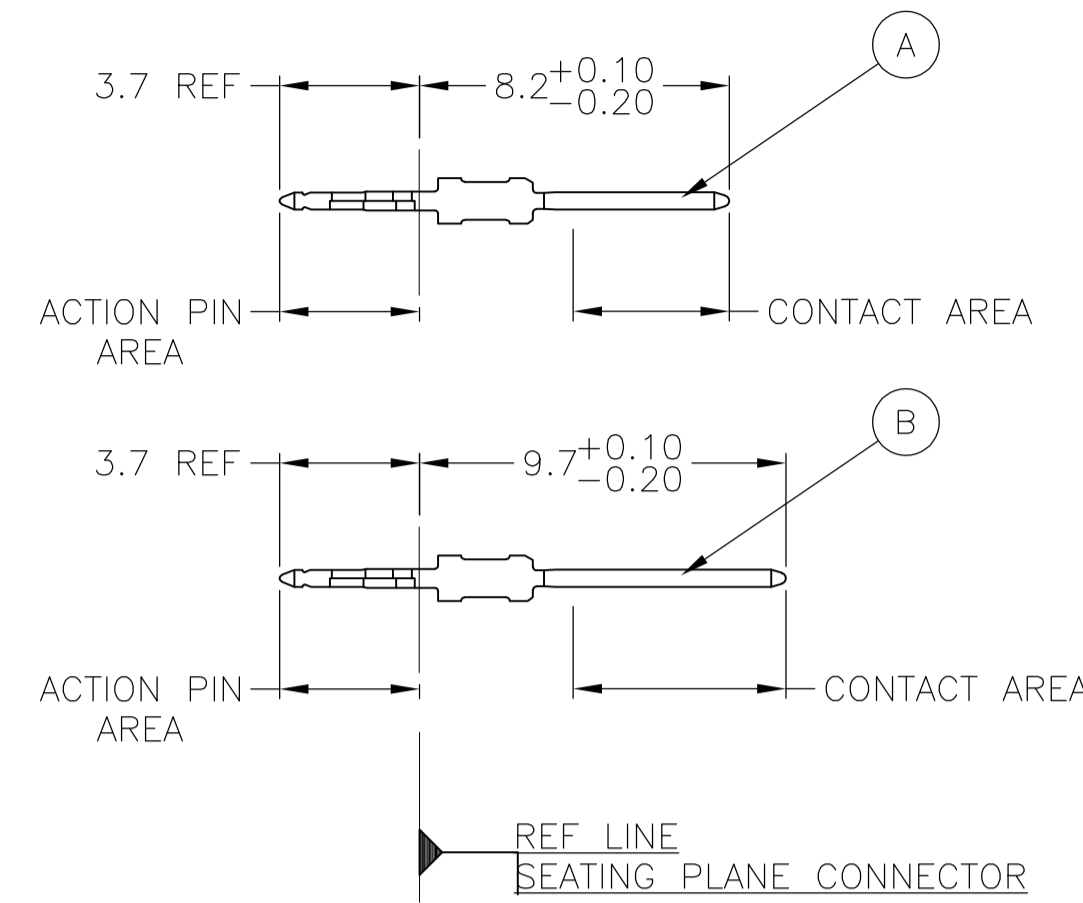 A
3.7 REF
8.2 +0.10 -0.20
ACTION PIN
AREA
CONTACT AREA
B
3.7 REF
9.7 +0.10 -0.20
ACTION PIN
AREA
CONTACT AREA
REF LINE
SEATING PLANE CONNECTOR